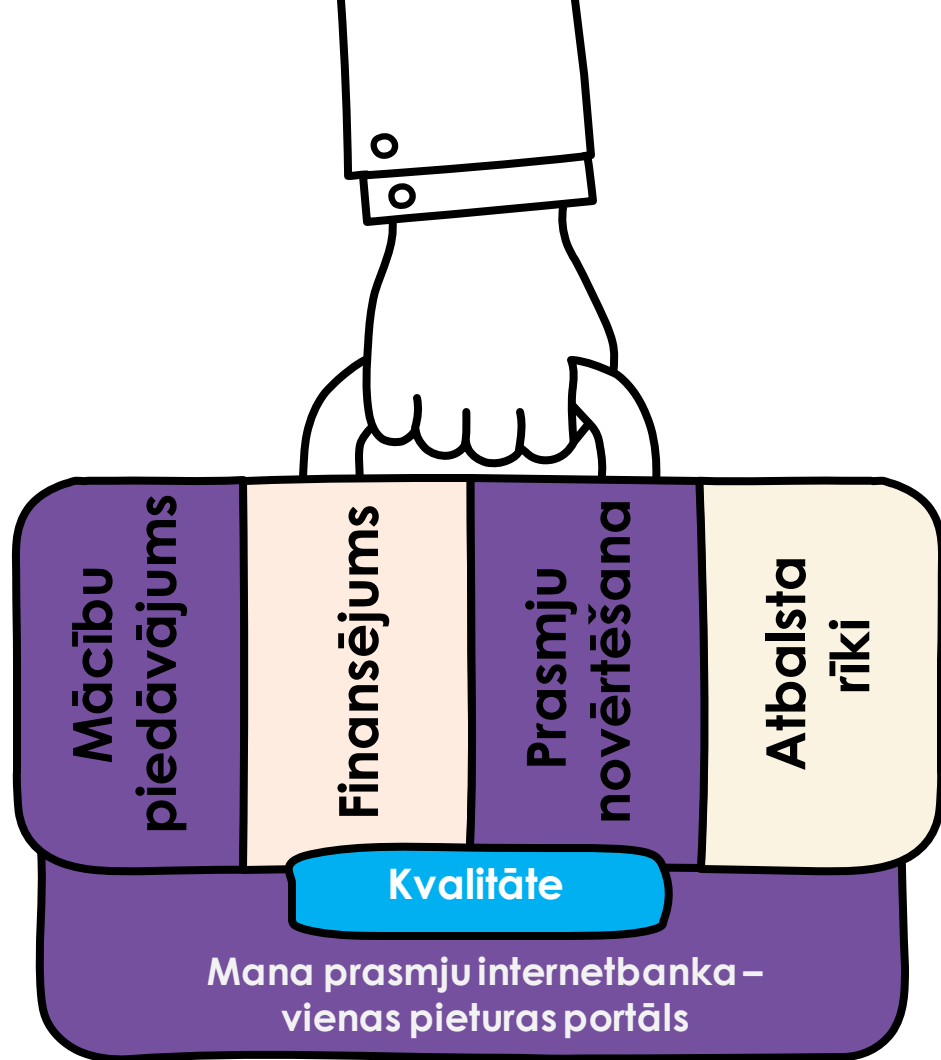 Mācību
piedāvājums
Finansējums
Prasmju
novērtēšana
Atbalsta
rīki
Kvalitāte
Mana prasmju internetbanka –
vienas pieturas portāls